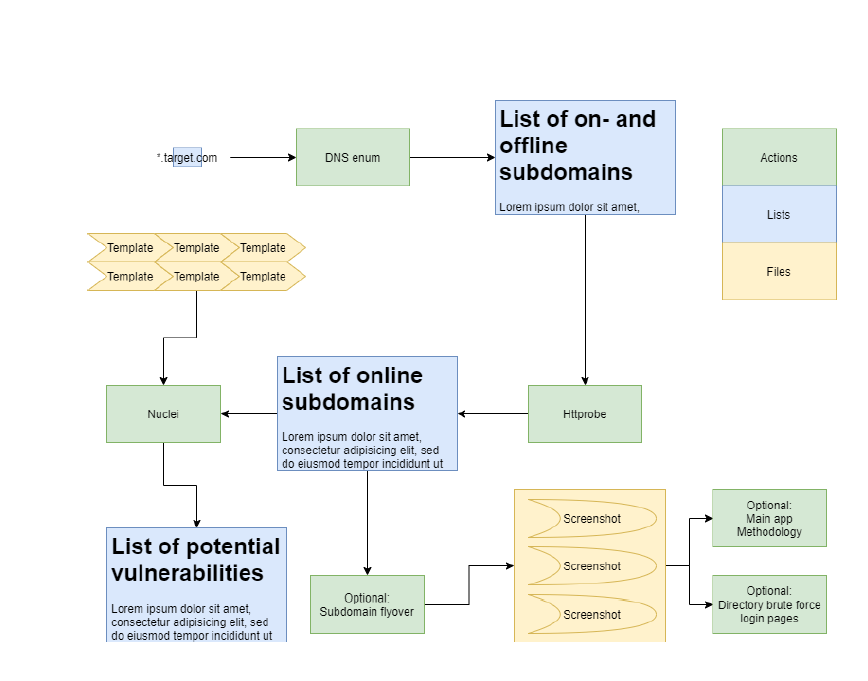 List of on- and
offline
subdomains
Lorem ipsum dolor sit amet,
*.target.com
DNS enum
Actions
Lists
Files
Template
Template
Template
Template
Template
Template
List of online
subdomains
Lorem ipsum dolor sit amet,
consectetur adipisicing elit, sed
do eiusmod tempor incididunt ut
Nuclei
Httprobe
List of potential
vulnerabilities
Lorem ipsum dolor sit amet,
consectetur adipisicing elit, sed
do eiusmod tempor incididunt ut
Optional:
Subdomain flyover
Screenshot
Screenshot
Screenshot
Optional:
Main app
Methodology
Optional:
Directory brute force
login pages